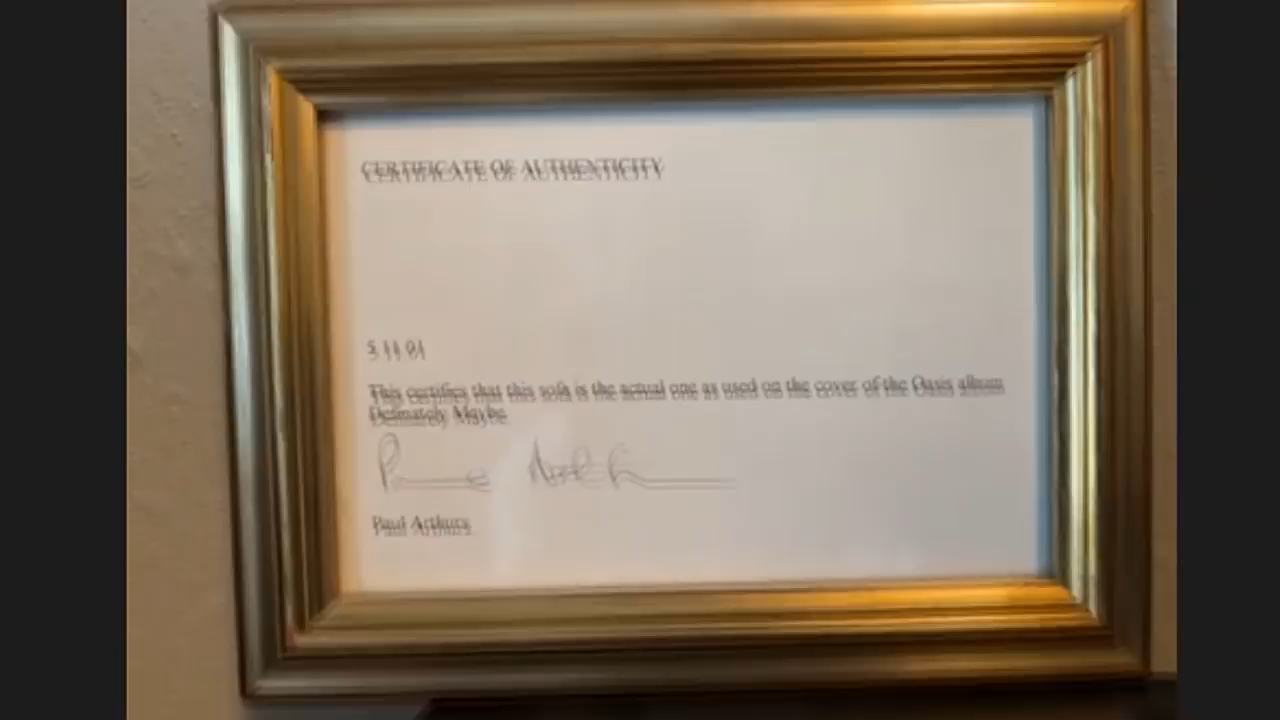 CERTIFICATE OF AUTHENTICITY
This certifies that this sofa is the actual one as used on the cover of the Oasis album
Definately Maybe
Paul Arthurs